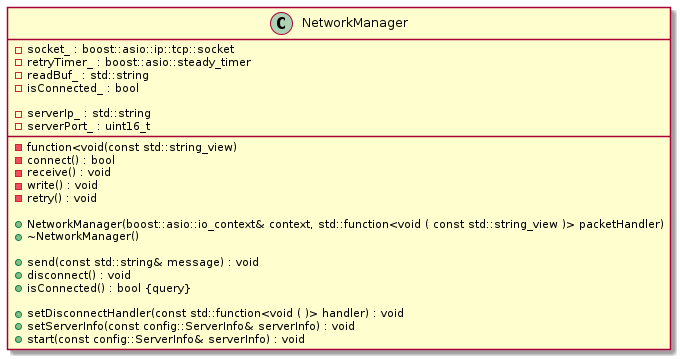 C NetworkManager
socket_ : boost::asio::ip::tcp::socket
retryTimer_ : boost::asio::steady_timer
readBuf_ : std::string
isConnected_ : bool
serverIp_ : std::string
serverPort_ : uint16_t
function<void(const std::string_view)
connect() : bool
receive() : void
write() : void
retry() : void
NetworkManager(boost::asio::io_context& context, std::function<void ( const std::string_view )> packetHandler)
~NetworkManager()
send(const std::string& message) : void
disconnect() : void
isConnected() : bool {query}
setDisconnectHandler(const std::function<void ( )> handler) : void
setServerInfo(const config::ServerInfo& serverInfo) : void
start(const config::ServerInfo& serverInfo) : void